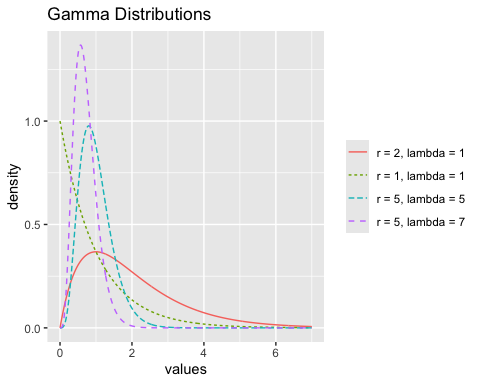 Gamma Distributions
density
1.0
0.5
0.0
0 2 4 6
values
r = 2, lambda = 1
r = 1, lambda = 1
r = 5, lambda = 5
r = 5, lambda = 7